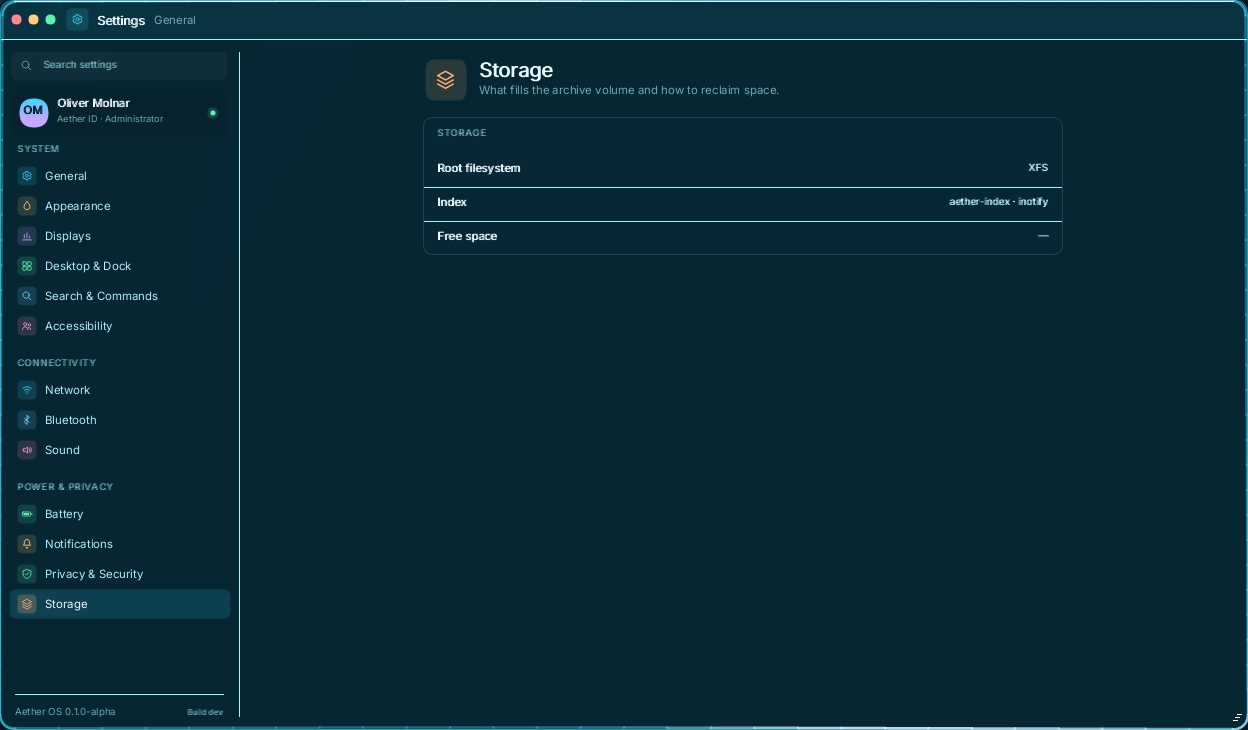 Settings General
Search settings
OM
Oliver Molnar
Aether ID · Administrator
SYSTEM
General
Appearance
Displays
Desktop & Dock
Search & Commands
Accessibility
CONNECTIVITY
Network
Bluetooth
Sound
POWER & PRIVACY
Battery
Notifications
Privacy & Security
Storage
Aether OS 0.1.0-alpha Build dev
Storage
What fills the archive volume and how to reclaim space.
STORAGE
Root filesystem XFS
Index aether-index · inotify
Free space —